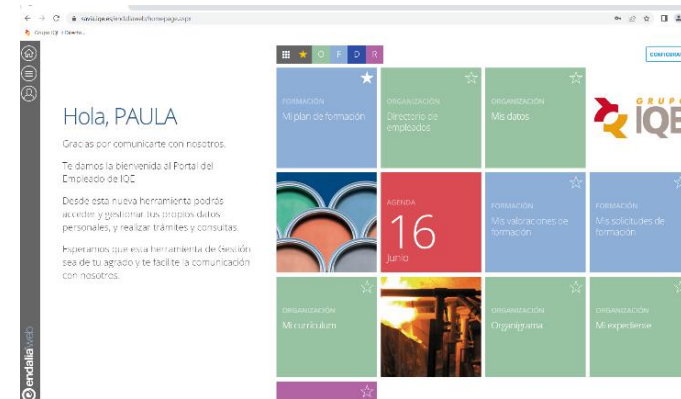 Grupo IQE
O F D R
Hola, PAULA
Gracias por comunicarte con nosotros.
Te damos la bienvenida al Portal del
Empleado de IQE
Desde esta nueva herramienta podrás
acceder y gestionar tus propios datos
personales, y realizar trámites y consultas.
Esperamos que esta herramienta de Gestión
sea de tu agrado y te facilite la comunicación
con nosotros.
FORMACIÓN
Mi plan de formación
ORGANIZACIÓN
Directorio de
empleados
ORGANIZACIÓN
Mis datos
GRUPO
IQE
AGENDA
16
Junio
FORMACIÓN
Mis valoraciones de
formación
FORMACIÓN
Mis solicitudes de
formación
ORGANIZACIÓN
Mi currículum
ORGANIZACIÓN
Organigrama
ORGANIZACIÓN
Mi expediente
endaliaweb